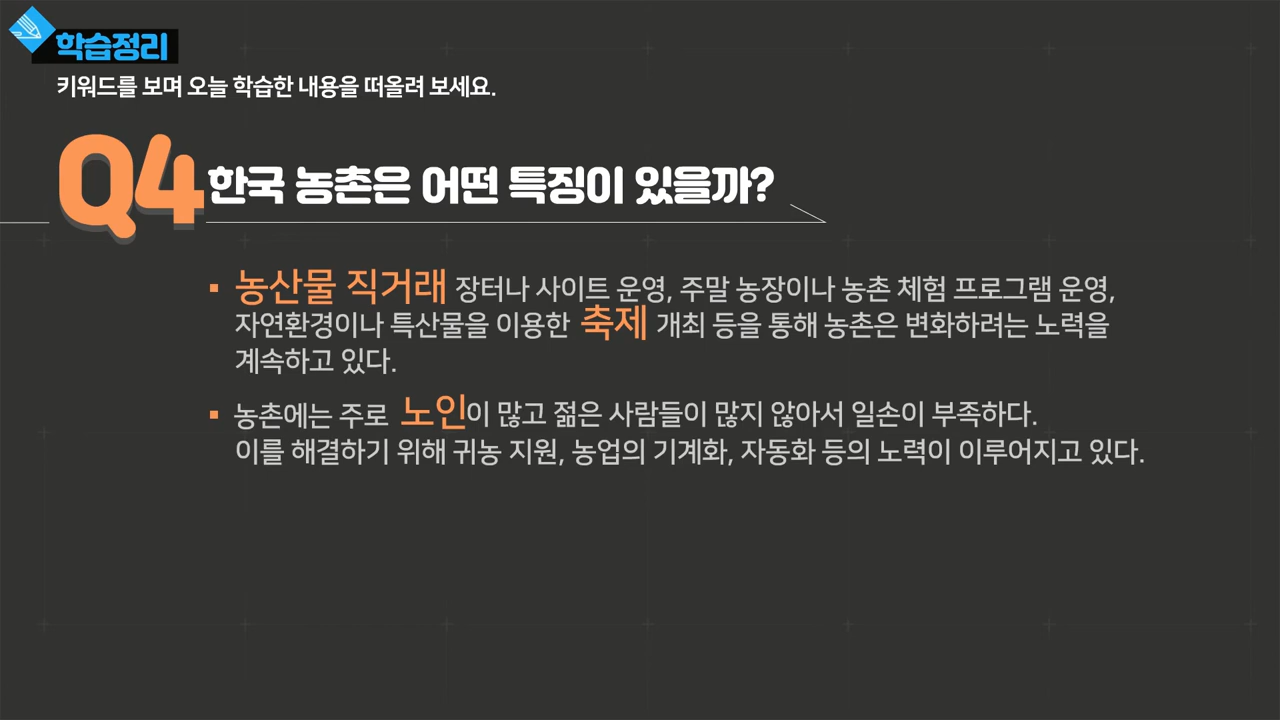 학습정리
키워드를 보며 오늘 학습한 내용을 떠올려 보세요.
Q4 한국 농촌은 어떤 특징이 있을까?
▪ 농산물 직거래 장터나 사이트 운영, 주말 농장이나 농촌 체험 프로그램 운영,
자연환경이나 특산물을 이용한 축제 개최 등을 통해 농촌은 변화하려는 노력을
계속하고 있다.
▪ 농촌에는 주로 노인이 많고 젊은 사람들이 많지 않아서 일손이 부족하다.
이를 해결하기 위해 귀농 지원, 농업의 기계화, 자동화 등의 노력이 이루어지고 있다.